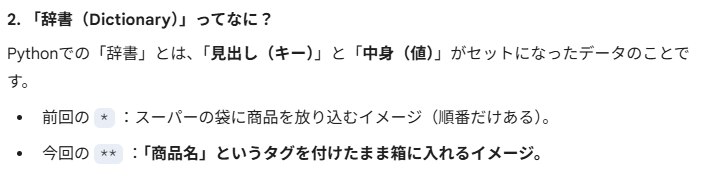 2. 「辞書（Dictionary）」ってなに？
Pythonでの「辞書」とは、「見出し（キー）」と「中身（値）」がセットになったデータのことで
す。
• 前回の * ：スーパーの袋に商品を放り込むイメージ（順番だけある）。
• 今回の ** ：「商品名」というタグを付けたまま箱に入れるイメージ。